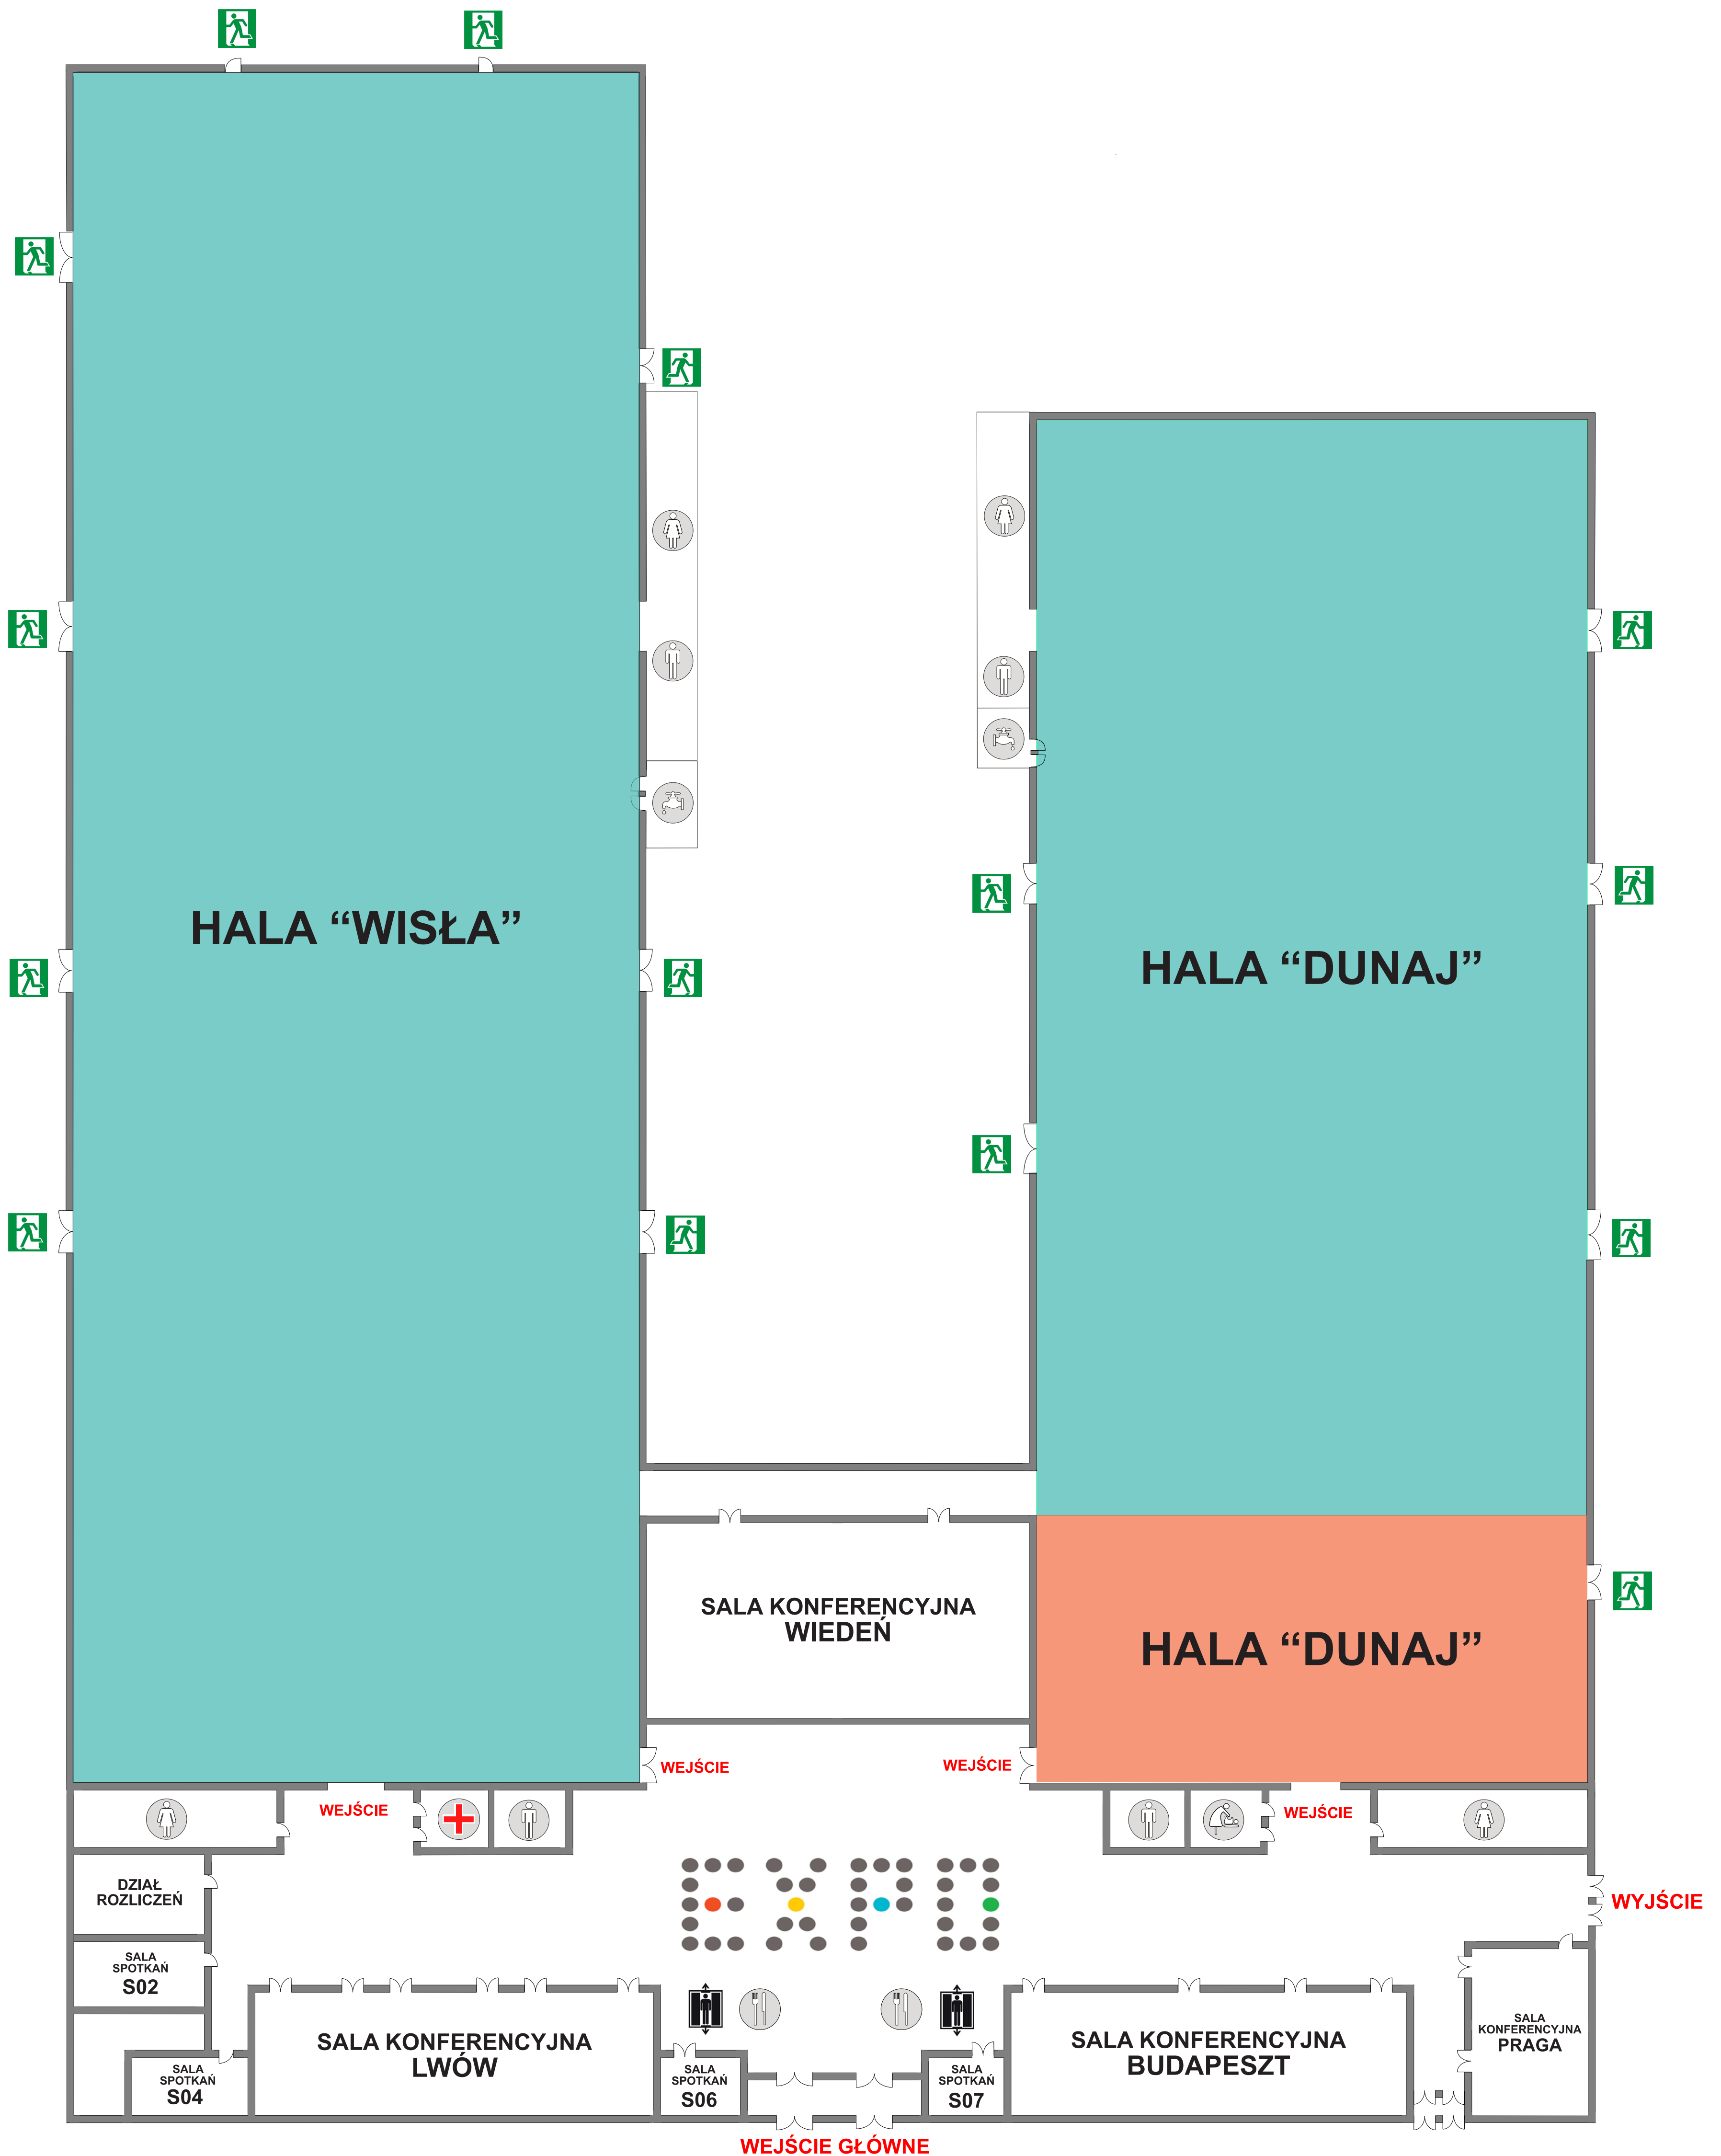 HALA “WISŁA”
HALA “DUNAJ”
SALA KONFERENCYJNA
WIEDEŃ
HALA “DUNAJ”
WEJŚCIE
WEJŚCIE
WEJŚCIE
WEJŚCIE
EXPO
DZIAŁ
ROZLICZEŃ
WYJŚCIE
SALA
SPOTKAŃ
S02
SALA KONFERENCYJNA
LWÓW
SALA KONFERENCYJNA
BUDAPESZT
SALA
KONFERENCYJNA
PRAGA
SALA
SPOTKAŃ
S04
SALA
SPOTKAŃ
S06
SALA
SPOTKAŃ
S07
WEJŚCIE GŁÓWNE